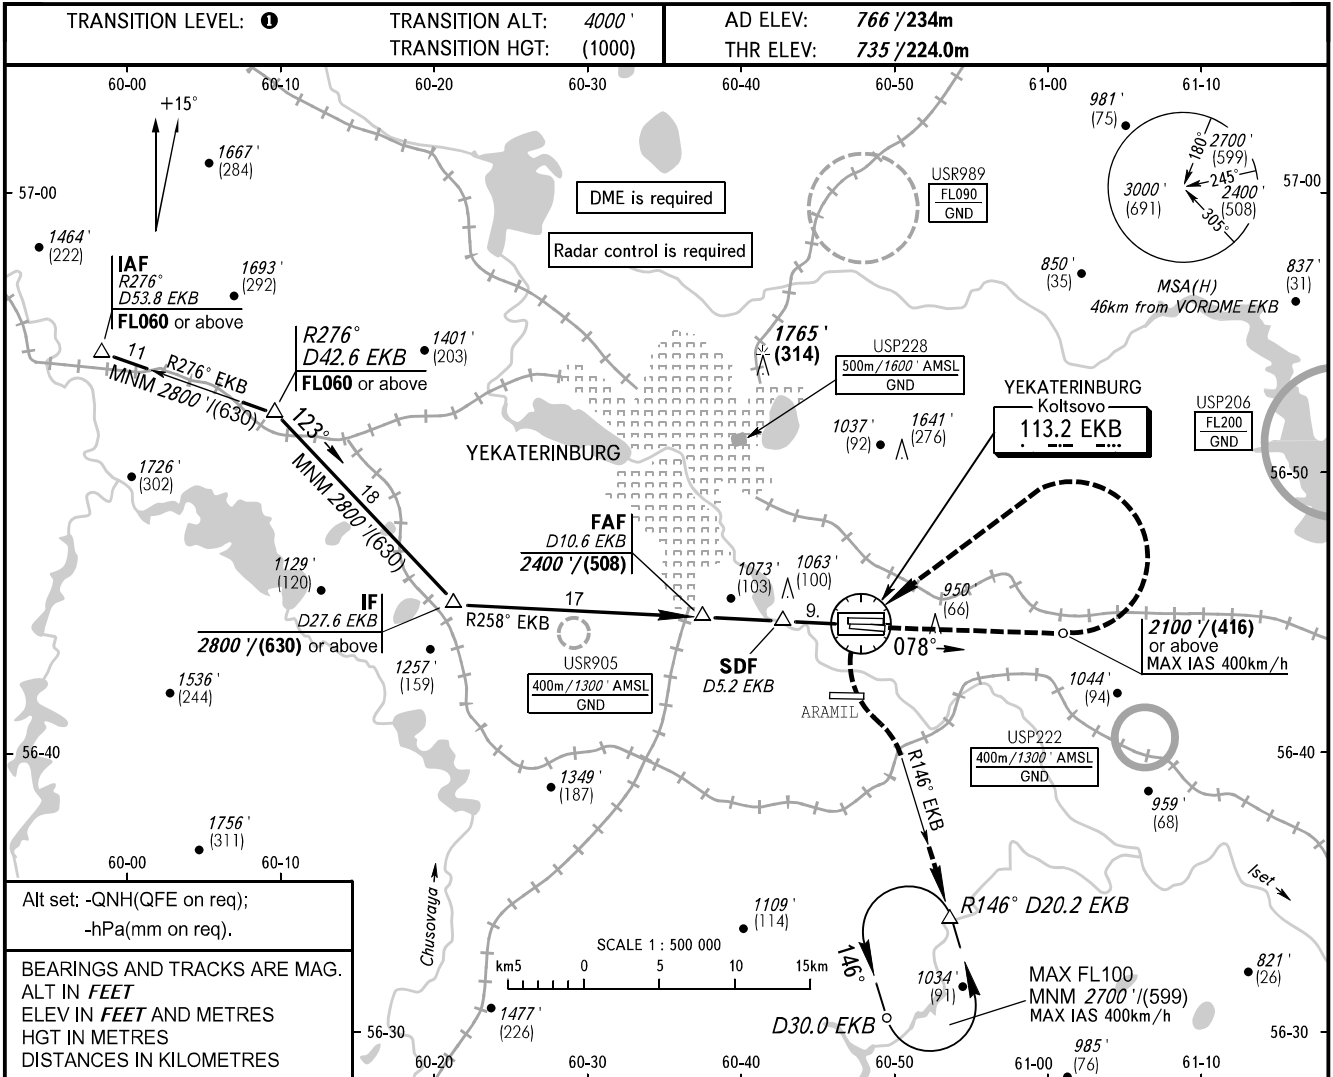 TRANSITION LEVEL: ❶ TRANSITION ALT: 4000'
TRANSITION HGT: (1000)
AD ELEV: 766'/234m
THR ELEV: 735'/224.0m
60-00 60-10 60-20 60-30 60-40 60-50 61-00 61-10
+15°
981'
(75)
1667'
(284)
57-00
57-00
DME is required
Radar control is required
USR989
FL090
GND
180°
2700'
(599)
245°
2400'
(508)
3000'
(691)
305°
MSA(H)
46km from VORDME EKB
1464'
(222)
IAF
R276°
D53.8 EKB
FL060 or above
1693'
(292)
850'
(35)
837'
(31)
11
R276° EKB
MNM 2800'/(630)
R276°
D42.6 EKB
FL060 or above
1401'
(203)
1765'
(314)
USP228
500m/1600' AMSL
GND
YEKATERINBURG
Koltsovo
113.2 EKB
USP206
FL200
GND
1037'
(92)
1641'
(276)
123°
18
MNM 2800'/(630)
YEKATERINBURG
1726'
(302)
56-50
FAF
D10.6 EKB
2400'/(508)
1129'
(120)
1073'
(103)
1063'
(100)
950'
(66)
IF
D27.6 EKB
2800'/(630) or above
17
R258° EKB
9.
078°
2100'/(416)
or above
MAX IAS 400km/h
SDF
D5.2 EKB
1257'
(159)
USR905
400m/1300' AMSL
GND
1536'
(244)
ARAMIL
1044'
(94)
USP222
400m/1300' AMSL
GND
56-40
56-40
R146° EKB
1349'
(187)
959'
(68)
1756'
(311)
60-00 60-10
Iset
Alt set: -QNH(QFE on req);
-hPa(mm on req).
Chusovaya
1109'
(114)
R146° D20.2 EKB
SCALE 1 : 500 000
km5 0 5 10 15km
146°
1034'
(91)
821'
(26)
MAX FL100
MNM 2700'/(599)
MAX IAS 400km/h
D30.0 EKB
BEARINGS AND TRACKS ARE MAG.
ALT IN FEET
ELEV IN FEET AND METRES
HGT IN METRES
DISTANCES IN KILOMETRES
1477'
(226)
56-30
56-30
985'
(76)
60-20 60-30 60-40 60-50 61-00 61-10